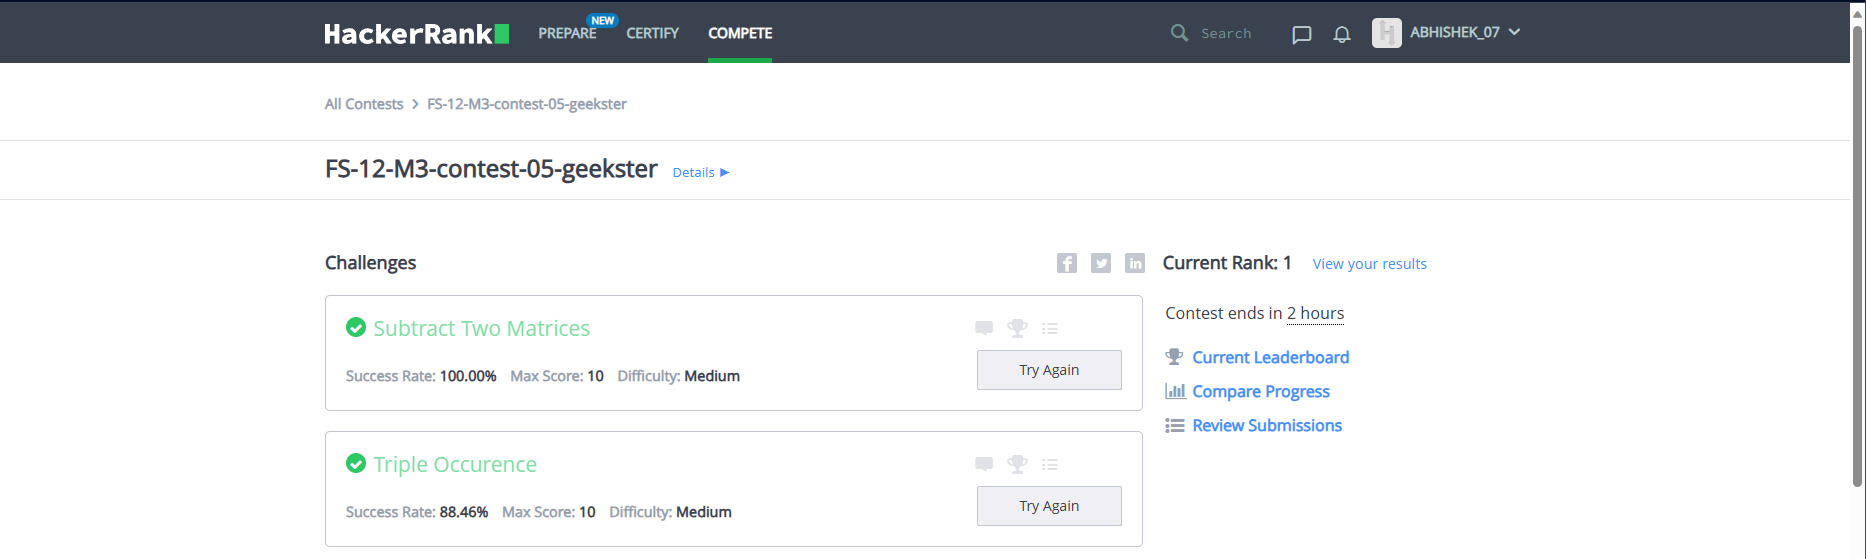 HackerRank PREPARE NEW CERTIFY COMPETE Search ABHISHEK_07
All Contests > FS-12-M3-contest-05-geekster
FS-12-M3-contest-05-geekster Details ▶
Challenges
Subtract Two Matrices
Success Rate: 100.00% Max Score: 10 Difficulty: Medium
Try Again
Triple Occurence
Success Rate: 88.46% Max Score: 10 Difficulty: Medium
Try Again
Current Rank: 1 View your results
Contest ends in 2 hours
Current Leaderboard
Compare Progress
Review Submissions